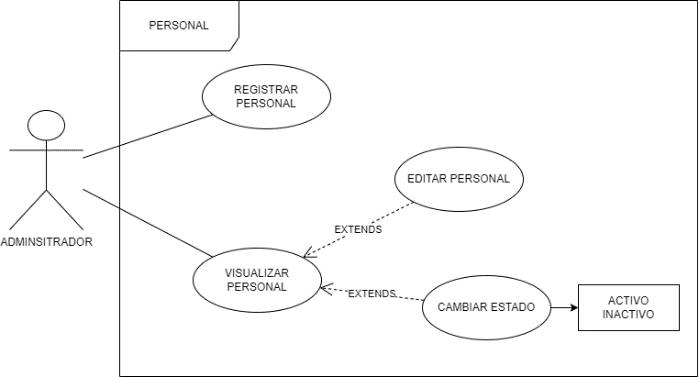 PERSONAL
REGISTRAR
PERSONAL
EDITAR PERSONAL
EXTENDS
ADMINSITRADOR
VISUALIZAR
PERSONAL
EXTENDS
CAMBIAR ESTADO
ACTIVO
INACTIVO